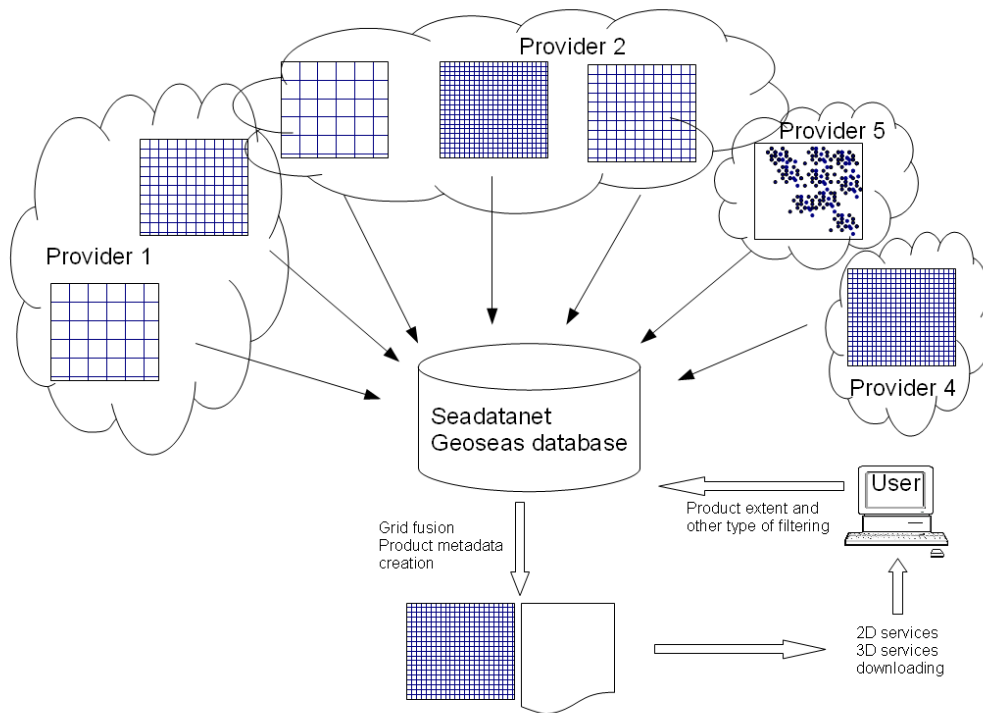 Provider 2
Provider 5
Provider 1
Provider 4
Seadatanet
Geoseas database
User
Product extent and
other type of filtering
Grid fusion
Product metadata
creation
2D services
3D services
downloading